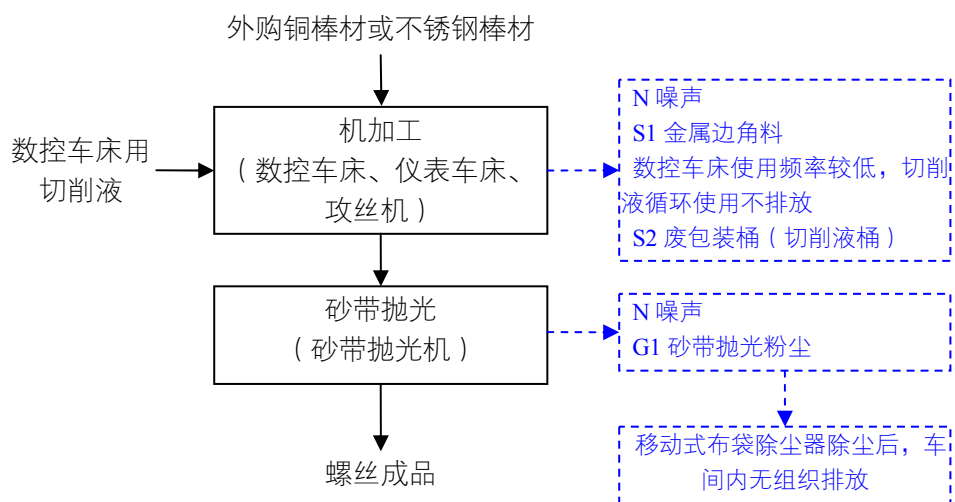 外购铜棒材或不锈钢棒材
数控车床用
切削液
机加工
（数控车床、仪表车床、
攻丝机）
N 噪声
S1 金属边角料
数控车床使用频率较低，切削
液循环使用不排放
S2 废包装桶（切削液桶）
砂带抛光
（砂带抛光机）
N 噪声
G1 砂带抛光粉尘
移动式布袋除尘器除尘后，车
间内无组织排放
螺丝成品